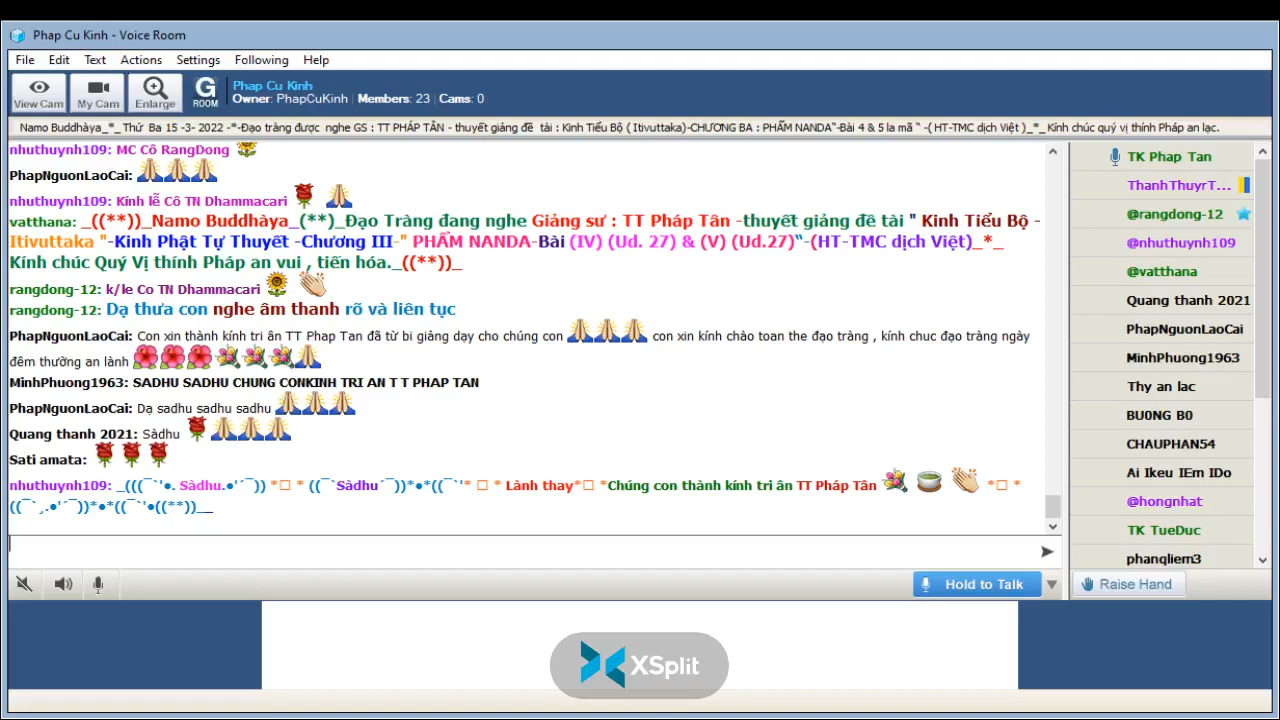 Phap Cu Kinh - Voice Room
File Edit Text Actions Settings Following Help
View Cam My Cam Enlarge G ROOM
Phap Cu Kinh
Owner: PhapCuKinh | Members: 23 | Cams: 0
Namo Buddhàya_*_ Thứ Ba 15 -3- 2022 -*-Đạo tràng được nghe GS : TT PHÁP TÂN - thuyết giảng đề tài : Kinh Tiểu Bộ ( Itivuttaka)-CHƯƠNG BA : PHẨM NANDA“-Bài 4 & 5 la mã “ -( HT-TMC dịch Việt )_*_ Kính chúc quý vị thính Pháp an lạc.
nhuthuynh109: MC Cô RangDong
PhapNguonLaoCai:
nhuthuynh109: Kính lễ Cô TN Dhammacari
vatthana: _((**))_Namo Buddhàya_(**)_Đạo Tràng đang nghe Giảng sư : TT Pháp Tân -thuyết giảng đề tài " Kinh Tiểu Bộ -
Itivuttaka "-Kinh Phật Tự Thuyết -Chương III-" PHẨM NANDA-Bài (IV) (Ud. 27) & (V) (Ud.27)“-(HT-TMC dịch Việt)_*_
Kính chúc Quý Vị thính Pháp an vui , tiến hóa._((**))_
rangdong-12: k/le Co TN Dhammacari
rangdong-12: Dạ thưa con nghe âm thanh rõ và liên tục
PhapNguonLaoCai: Con xin thành kính tri ân TT Phap Tan đã từ bi giảng dạy cho chúng con con xin kính chào toan the đạo tràng , kính chuc đạo tràng ngày
đêm thường an lành
MinhPhuong1963: SADHU SADHU CHUNG CONKINH TRI AN T T PHAP TAN
PhapNguonLaoCai: Dạ sadhu sadhu sadhu
Quang thanh 2021: Sàdhu
Sati amata:
nhuthuynh109: _(((¯`'•. Sàdhu.•'´¯)) *□ * ((¯`Sàdhu´¯))*•*((¯`'* □ * Lành thay*□ *Chúng con thành kính tri ân TT Pháp Tân *□ *
((¯`¸.•'´¯))*•*((¯`'•((**))__
Hold to Talk
TK Phap Tan
ThanhThuyrT...
@rangdong-12
@nhuthuynh109
@vatthana
Quang thanh 2021
PhapNguonLaoCai
MinhPhuong1963
Thy an lac
BU0NG B0
CHAUPHAN54
Ai Ikeu IEm IDo
@hongnhat
TK TueDuc
phanqliem3
Raise Hand
XSplit